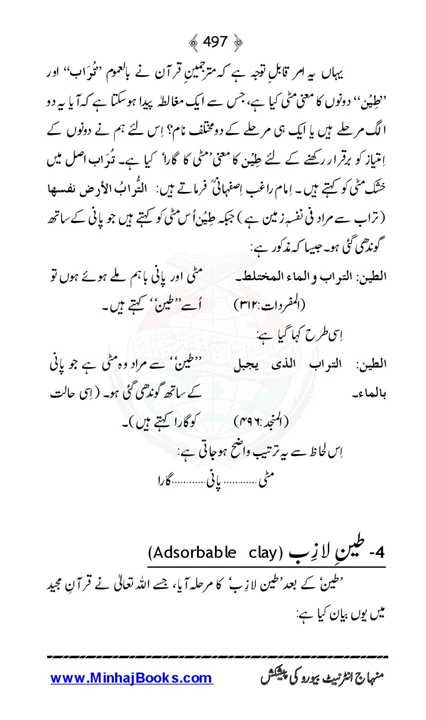 ﴿ 497 ﴾
یہاں یہ امر قابلِ توجہ ہے کہ مترجمینِ قرآن نے بالعموم ’’تُرَاب‘‘ اور
’’طِیْن‘‘ دونوں کا معنی مٹی کیا ہے، جس سے ایک مغالطہ پیدا ہو سکتا ہے کہ آیا یہ دو
الگ مرحلے ہیں یا ایک ہی مرحلے کے دو مختلف نام؟ اِس لئے ہم نے دونوں کے
اِمتیاز کو برقرار رکھنے کے لئے طِیْن کا معنی ’مٹی کا گارا‘ کیا ہے۔ تُراب اصل میں
خشک مٹی کو کہتے ہیں۔ اِمام راغب اِصفہانیؒ فرماتے ہیں: التُّرابُ الأرض نفسها
(تراب سے مراد فی نفسہٖ زمین ہے) جبکہ طِیْن اُس مٹی کو کہتے ہیں جو پانی کے ساتھ
گوندھی گئی ہو۔ جیسا کہ مذکور ہے:
الطین: التراب و الماء المختلط۔ مٹی اور پانی باہم ملے ہوئے ہوں تو
(المفردات:۳۱۲) اُسے ’’طین‘‘ کہتے ہیں۔
اِسی طرح کہا گیا ہے:
الطین: التراب الذی یجبل ’’طین‘‘ سے مراد وہ مٹی ہے جو پانی
بالماء۔ کے ساتھ گوندھی گئی ہو۔ (اِسی حالت
(المنجد:۴۹۶) کو گارا کہتے ہیں)۔
اِس لحاظ سے یہ ترتیب واضح ہو جاتی ہے:
مٹی ............ پانی ............ گارا
4- طینِ لازِب (Adsorbable clay)
’طین‘ کے بعد ’طین لازِب‘ کا مرحلہ آیا، جسے اللہ تعالیٰ نے قرآنِ مجید
میں یوں بیان کیا ہے:
منہاج انٹرنیٹ بیورو کی پیشکش www.MinhajBooks.com